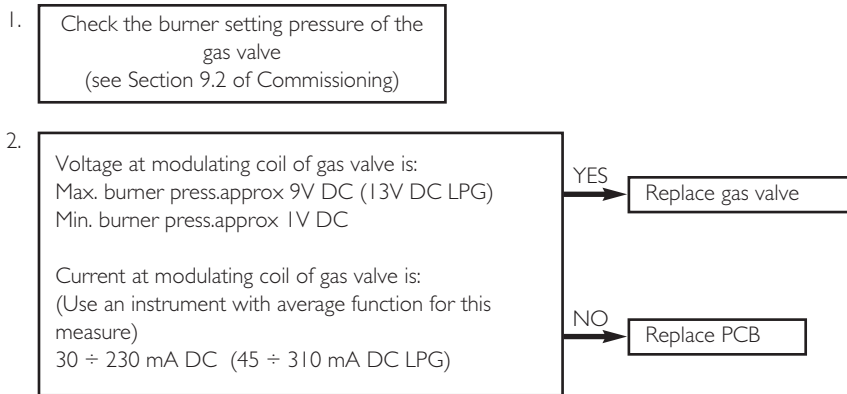 1.
Check the burner setting pressure of the
gas valve
(see Section 9.2 of Commissioning)
2.
Voltage at modulating coil of gas valve is:
Max. burner press.approx 9V DC (13V DC LPG)
Min. burner press.approx 1V DC
Current at modulating coil of gas valve is:
(Use an instrument with average function for this
measure)
30 ÷ 230 mA DC (45 ÷ 310 mA DC LPG)
YES
Replace gas valve
NO
Replace PCB